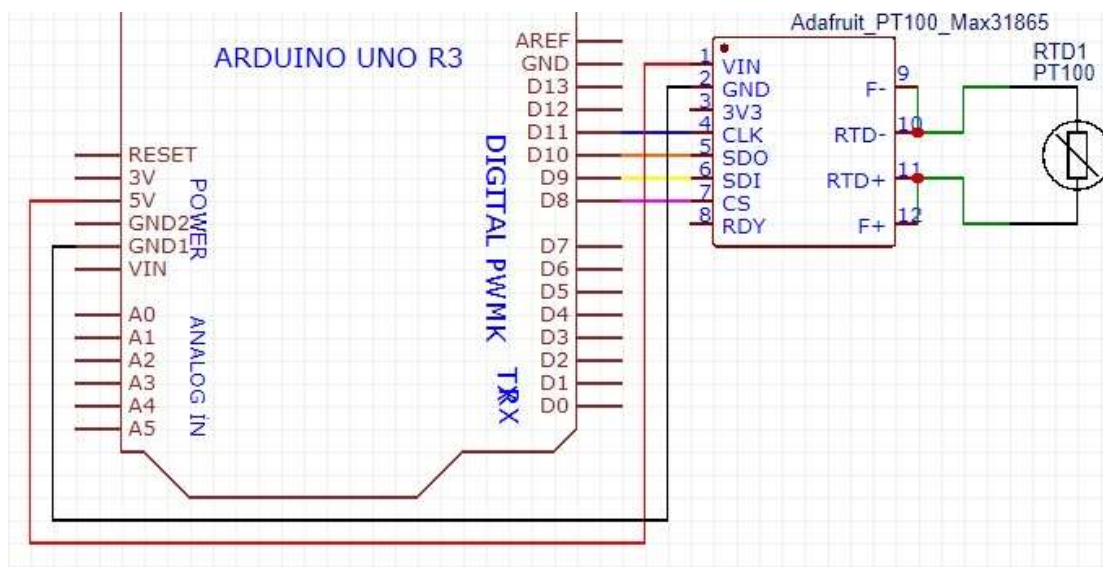 ARDUINO UNO R3
RESET
3V
5V
GND2
GND1
VIN
POWER
A0
A1
A2
A3
A4
A5
ANALOG İN
AREF
GND
D13
D12
D11
D10
D9
D8
D7
D6
D5
D4
D3
D2
D1
D0
DIGITAL PWMK
TX
RX
Adafruit_PT100_Max31865
1 VIN
2 GND
3 3V3
4 CLK
5 SDO
6 SDI
7 CS
8 RDY
F- 9
RTD- 10
RTD+ 11
F+ 12
RTD1
PT100